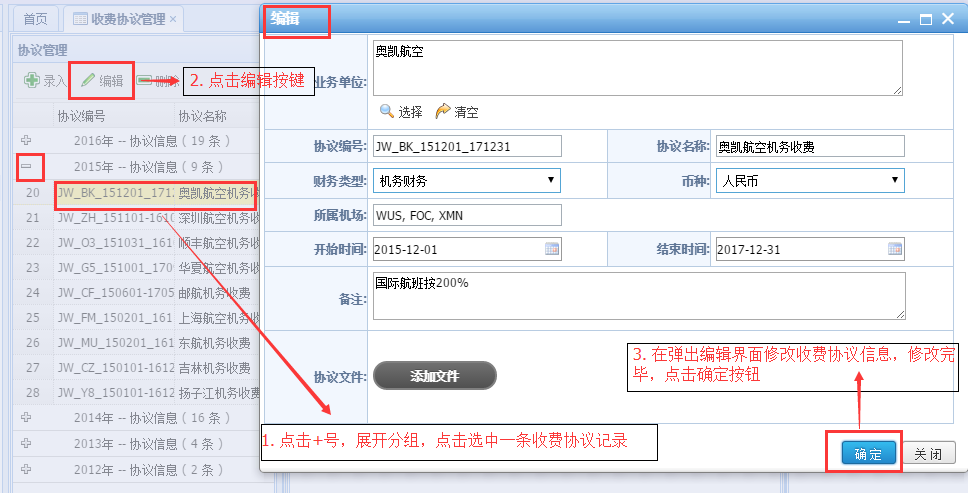 首页
收费协议管理 ×
协议管理
录入
编辑
删除
协议编号 协议名称
2016年 -- 协议信息 ( 19 条 )
2015年 -- 协议信息 ( 9 条 )
20 JW_BK_151201_171 奥凯航空机务
21 JW_ZH_151101-1610 深圳航空机务
22 JW_O3_151031_161 顺丰航空机务
23 JW_G5_151001_170 华夏航空机务
24 JW_CF_150601-1705 邮航机务收费
25 JW_FM_150201_161 上海航空机务
26 JW_MU_150201_161 东航机务收费
27 JW_CZ_150101-1612 吉林机务收费
28 JW_Y8_150101-1612 扬子江机务收费
2014年 -- 协议信息 ( 16 条 )
2013年 -- 协议信息 ( 4 条 )
2012年 -- 协议信息 ( 2 条 )
2. 点击编辑按键
1. 点击+号，展开分组，点击选中一条收费协议记录
编辑
业务单位: 奥凯航空
选择 清空
协议编号: JW_BK_151201_171231 协议名称: 奥凯航空机务收费
财务类型: 机务财务 币种: 人民币
所属机场: WUS, FOC, XMN
开始时间: 2015-12-01 结束时间: 2017-12-31
备注: 国际航班按200%
协议文件: 添加文件
3. 在弹出编辑界面修改收费协议信息，修改完
毕，点击确定按钮
确定 关闭